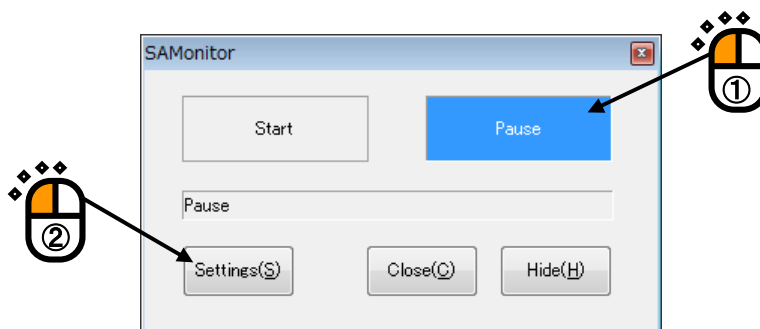 SAMonitor
①
Start Pause
Pause
②
Settings(S) Close(C) Hide(H)